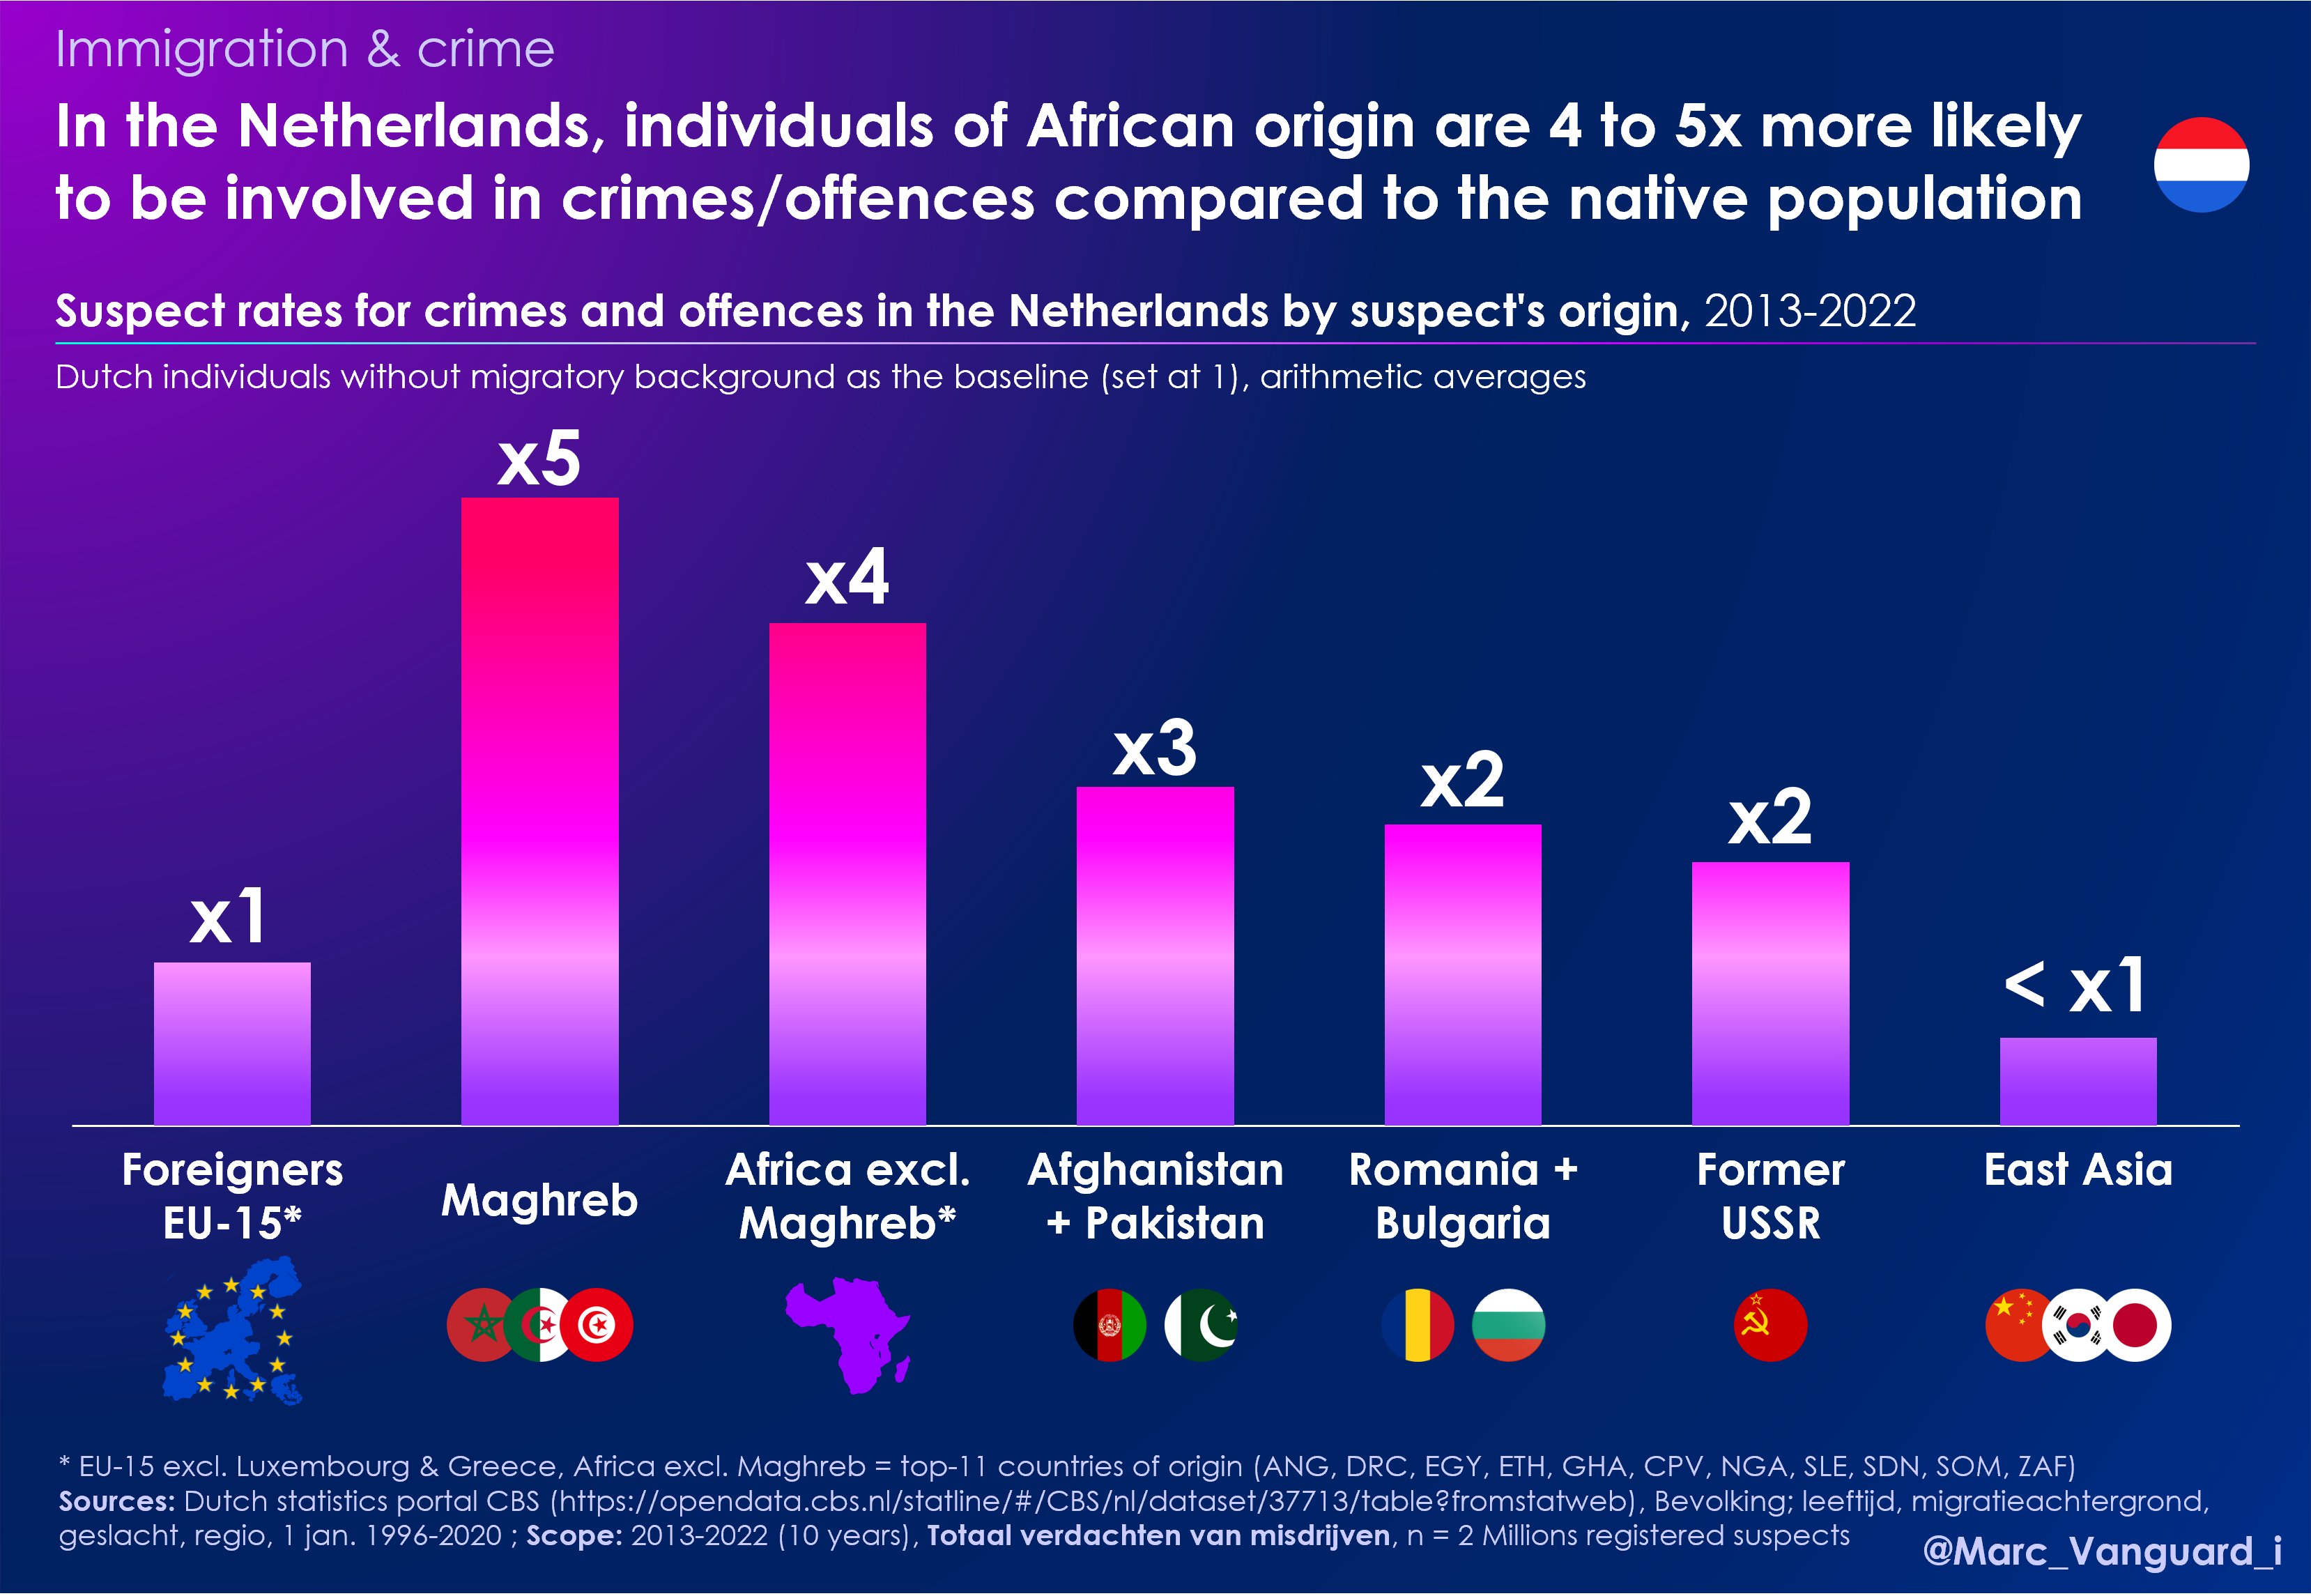 Immigration & crime
In the Netherlands, individuals of African origin are 4 to 5x more likely
to be involved in crimes/offences compared to the native population
Suspect rates for crimes and offences in the Netherlands by suspect's origin, 2013-2022
Dutch individuals without migratory background as the baseline (set at 1), arithmetic averages
x1
x5
x4
x3
x2
x2
< x1
Foreigners
EU-15*
Maghreb
Africa excl.
Maghreb*
Afghanistan
+ Pakistan
Romania +
Bulgaria
Former
USSR
East Asia
* EU-15 excl. Luxembourg & Greece, Africa excl. Maghreb = top-11 countries of origin (ANG, DRC, EGY, ETH, GHA, CPV, NGA, SLE, SDN, SOM, ZAF)
Sources: Dutch statistics portal CBS (https://opendata.cbs.nl/statline/#/CBS/nl/dataset/37713/table?fromstatweb), Bevolking; leeftijd, migratieachtergrond,
geslacht, regio, 1 jan. 1996-2020 ; Scope: 2013-2022 (10 years), Totaal verdachten van misdrijven, n = 2 Millions registered suspects
@Marc_Vanguard_i